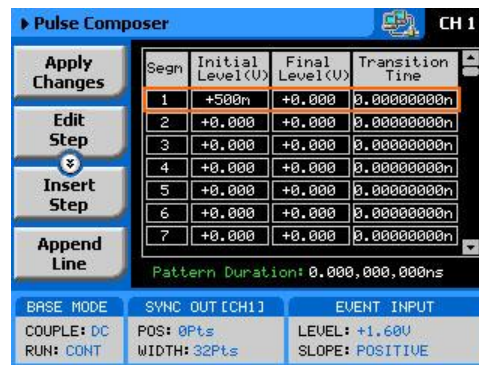 Pulse Composer CH 1
Apply Changes
Edit Step
Insert Step
Append Line
Segm Initial Level(V) Final Level(V) Transition Time
1 +500m +0.000 0.00000000n
2 +0.000 +0.000 0.00000000n
3 +0.000 +0.000 0.00000000n
4 +0.000 +0.000 0.00000000n
5 +0.000 +0.000 0.00000000n
6 +0.000 +0.000 0.00000000n
7 +0.000 +0.000 0.00000000n
Pattern Duration: 0.000,000,000ns
BASE MODE SYNC OUT [CH1] EVENT INPUT
COUPLE: DC POS: 0Pts LEVEL: +1.60V
RUN: CONT WIDTH: 32Pts SLOPE: POSITIVE